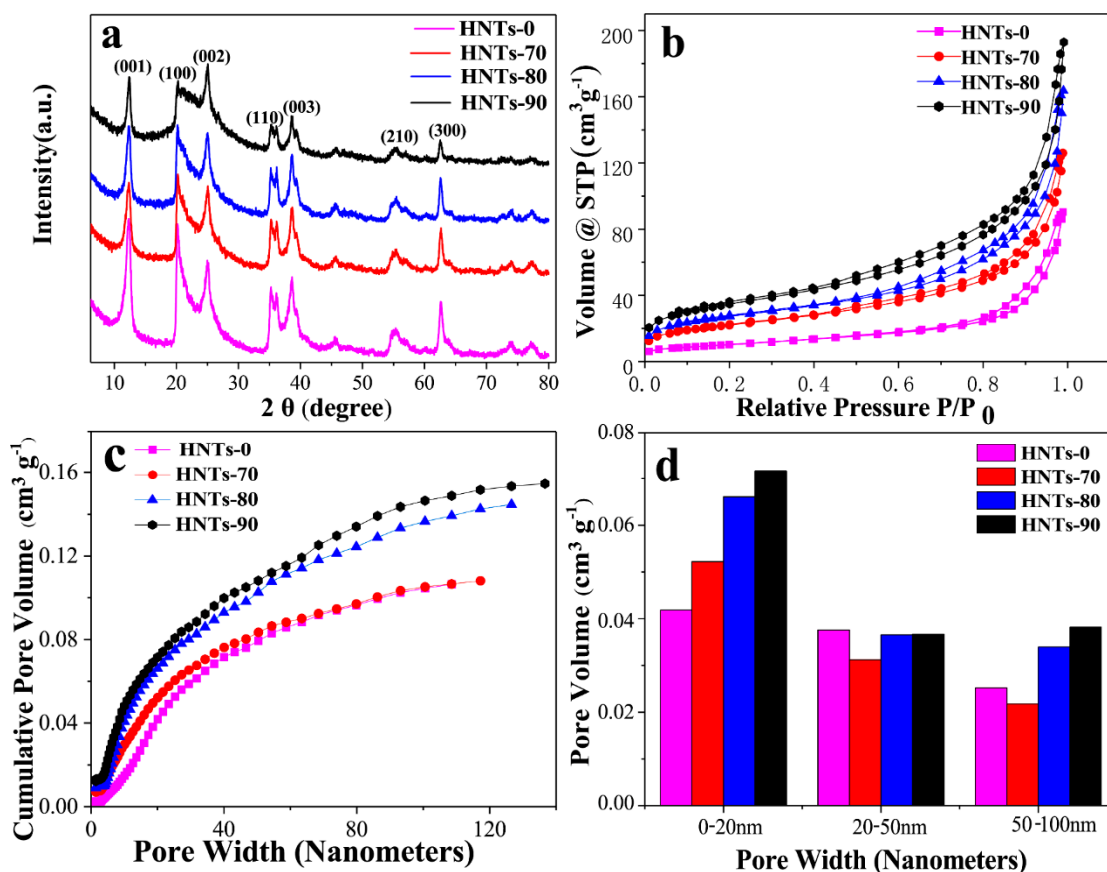 a
HNTs-0
HNTs-70
HNTs-80
HNTs-90
(001)
(100)
(002)
(110)
(003)
(210)
(300)
Intensity(a.u.)
10 20 30 40 50 60 70 80
2 θ (degree)
b
HNTs-0
HNTs-70
HNTs-80
HNTs-90
200
160
120
80
40
0
Volume @ STP (cm³g⁻¹)
0.0 0.2 0.4 0.6 0.8 1.0
Relative Pressure P/P₀
c
HNTs-0
HNTs-70
HNTs-80
HNTs-90
0.16
0.12
0.08
0.04
0.00
Cumulative Pore Volume (cm³ g⁻¹)
0 40 80 120
Pore Width (Nanometers)
d
HNTs-0
HNTs-70
HNTs-80
HNTs-90
0.08
0.06
0.04
0.02
0.00
Pore Volume (cm³ g⁻¹)
0-20nm 20-50nm 50-100nm
Pore Width (Nanometers)